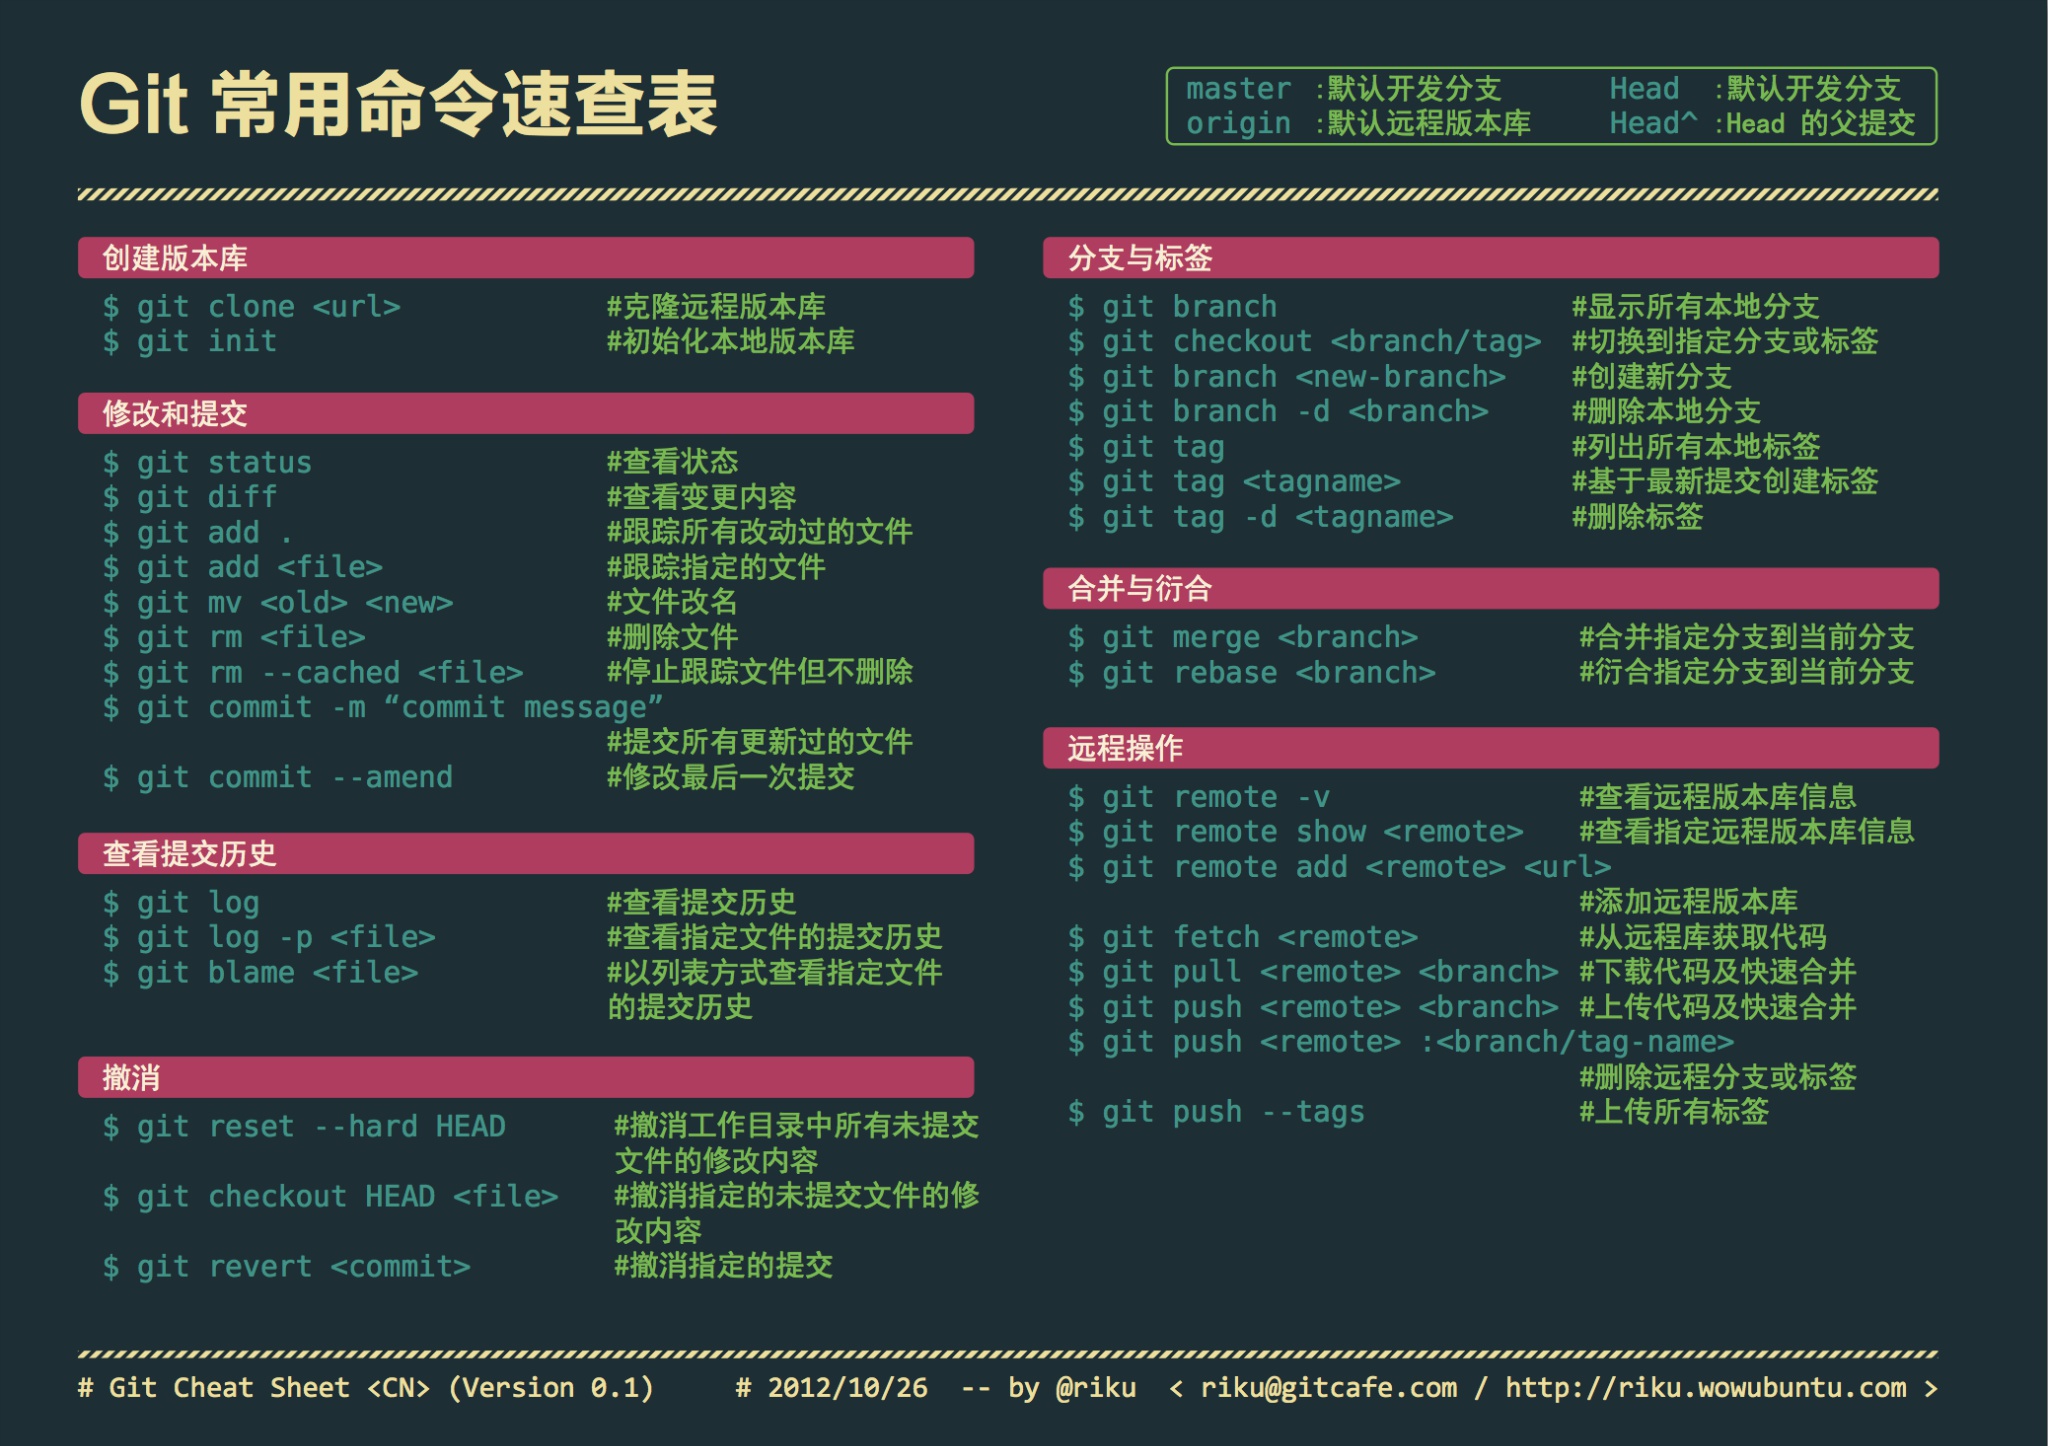 Git 常用命令速查表
master :默认开发分支 Head :默认开发分支
origin :默认远程版本库 Head^ :Head 的父提交
创建版本库
$ git clone <url> #克隆远程版本库
$ git init #初始化本地版本库
修改和提交
$ git status #查看状态
$ git diff #查看变更内容
$ git add . #跟踪所有改动过的文件
$ git add <file> #跟踪指定的文件
$ git mv <old> <new> #文件改名
$ git rm <file> #删除文件
$ git rm --cached <file> #停止跟踪文件但不删除
$ git commit -m “commit message”
#提交所有更新过的文件
$ git commit --amend #修改最后一次提交
查看提交历史
$ git log #查看提交历史
$ git log -p <file> #查看指定文件的提交历史
$ git blame <file> #以列表方式查看指定文件
的提交历史
撤消
$ git reset --hard HEAD #撤消工作目录中所有未提交
文件的修改内容
$ git checkout HEAD <file> #撤消指定的未提交文件的修
改内容
$ git revert <commit> #撤消指定的提交
分支与标签
$ git branch #显示所有本地分支
$ git checkout <branch/tag> #切换到指定分支或标签
$ git branch <new-branch> #创建新分支
$ git branch -d <branch> #删除本地分支
$ git tag #列出所有本地标签
$ git tag <tagname> #基于最新提交创建标签
$ git tag -d <tagname> #删除标签
合并与衍合
$ git merge <branch> #合并指定分支到当前分支
$ git rebase <branch> #衍合指定分支到当前分支
远程操作
$ git remote -v #查看远程版本库信息
$ git remote show <remote> #查看指定远程版本库信息
$ git remote add <remote> <url>
#添加远程版本库
$ git fetch <remote> #从远程库获取代码
$ git pull <remote> <branch> #下载代码及快速合并
$ git push <remote> <branch> #上传代码及快速合并
$ git push <remote> :<branch/tag-name>
#删除远程分支或标签
$ git push --tags #上传所有标签
# Git Cheat Sheet <CN> (Version 0.1) # 2012/10/26 -- by @riku < riku@gitcafe.com / http://riku.wowubuntu.com >